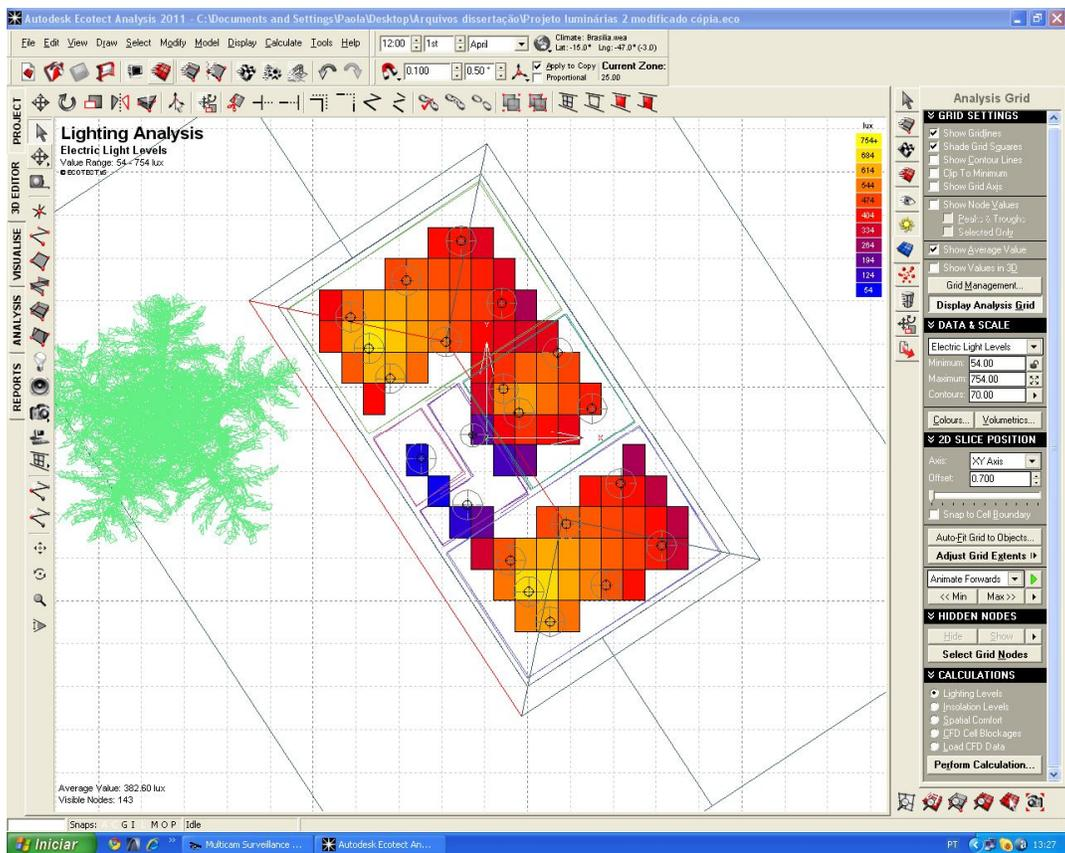 Autodesk Ecotect Analysis 2011 - C:\Documents and Settings\Paola\Desktop\Arquivos dissertação\Projeto luminárias 2 modificado cópia.eco
File Edit View Draw Select Modify Model Display Calculate Tools Help
12:00 1st April
Climate: Brasilia.wea
Lat: -15.0° Lng:-47.0° (-3.0)
0.100 0.50 °
Apply to Copy
Proportional
Current Zone:
25.00
PROJECT
3D EDITOR
VISUALISE
ANALYSIS
REPORTS
Lighting Analysis
Electric Light Levels
Value Range: 54 - 754 lux
© ECOTECT v5
lux
754+
684
614
544
474
404
334
264
194
124
54
Y
X
Average Value: 382.60 lux
Visible Nodes: 143
Analysis Grid
GRID SETTINGS
Show Gridlines
Shade Grid Squares
Show Contour Lines
Clip To Minimum
Show Grid Axis
Show Node Values
Peaks & Troughs
Selected Only
Show Average Value
Show Values in 3D
Grid Management...
Display Analysis Grid
DATA & SCALE
Electric Light Levels
Minimum: 54.00
Maximum: 754.00
Contours: 70.00
Colours... Volumetrics...
2D SLICE POSITION
Axis: XY Axis
Offset: 0.700
Snap to Cell Boundary
Auto-Fit Grid to Objects...
Adjust Grid Extents
Animate Forwards
<< Min Max >>
HIDDEN NODES
Hide Show
Select Grid Nodes
CALCULATIONS
Lighting Levels
Insolation Levels
Spatial Comfort
CFD Cell Blockages
Load CFD Data
Perform Calculation...
Snaps: G I M O P Idle
Iniciar
Multicam Surveillance ...
Autodesk Ecotect An...
PT 13:27